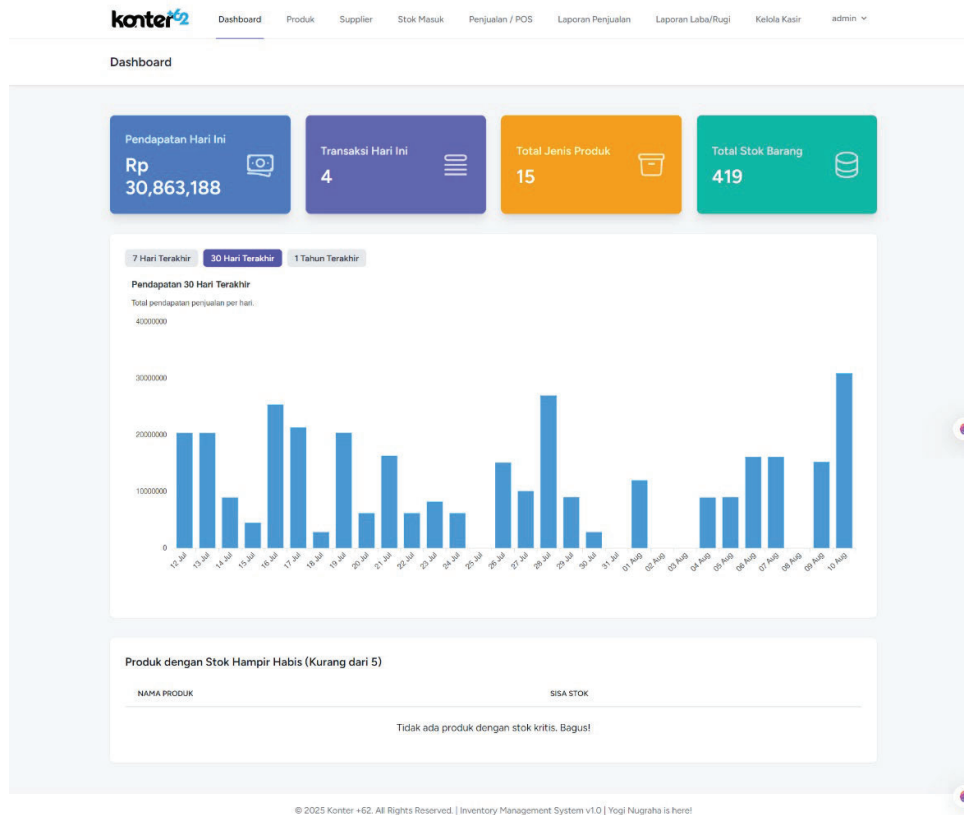 konter+62 Dashboard Produk Supplier Stok Masuk Penjualan / POS Laporan Penjualan Laporan Laba/Rugi Kelola Kasir admin
Dashboard
Pendapatan Hari Ini
Rp
30,863,188
Transaksi Hari Ini
4
Total Jenis Produk
15
Total Stok Barang
419
7 Hari Terakhir 30 Hari Terakhir 1 Tahun Terakhir
Pendapatan 30 Hari Terakhir
Total pendapatan penjualan per hari.
40000000
30000000
20000000
10000000
0
12 Jul 13 Jul 14 Jul 15 Jul 16 Jul 17 Jul 18 Jul 19 Jul 20 Jul 21 Jul 22 Jul 23 Jul 24 Jul 25 Jul 26 Jul 27 Jul 28 Jul 29 Jul 30 Jul 31 Jul 01 Aug 02 Aug 03 Aug 04 Aug 05 Aug 06 Aug 07 Aug 08 Aug 09 Aug 10 Aug
Produk dengan Stok Hampir Habis (Kurang dari 5)
NAMA PRODUK SISA STOK
Tidak ada produk dengan stok kritis. Bagus!
© 2025 Konter +62. All Rights Reserved. | Inventory Management System v1.0 | Yogi Nugraha is here!